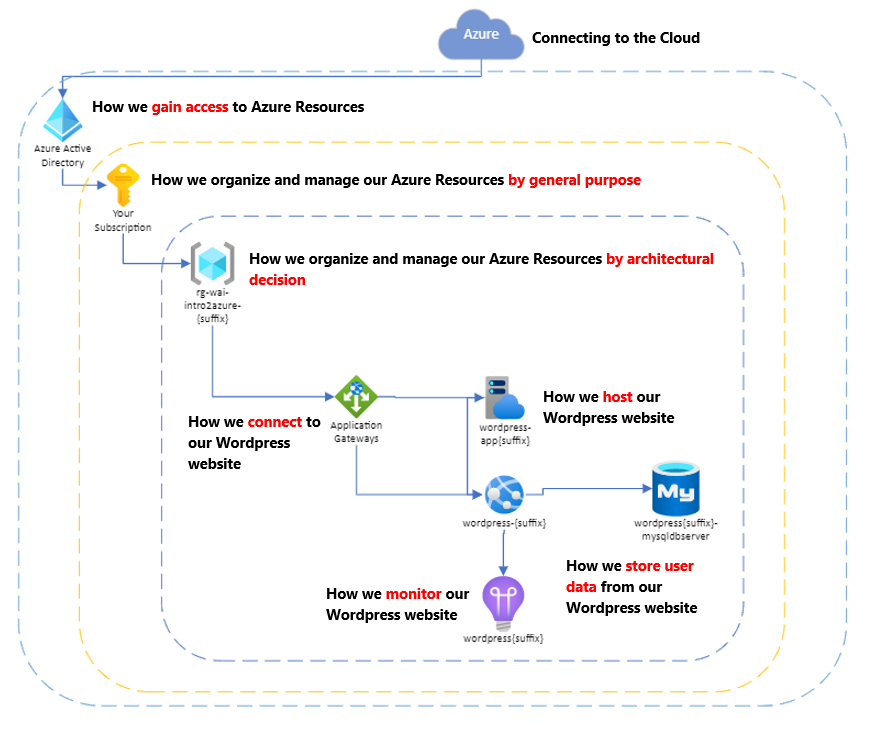 Azure
Connecting to the Cloud
How we gain access to Azure Resources
Azure Active
Directory
How we organize and manage our Azure Resources by general purpose
Your
Subscription
How we organize and manage our Azure Resources by architectural
decision
rg-wai-
intro2azure-
{suffix}
How we connect to
our Wordpress
website
Application
Gateways
wordpress-
app{suffix}
How we host our
Wordpress website
wordpress-{suffix}
wordpress{suffix}-
mysqldbserver
How we store user
data from our
Wordpress website
How we monitor our
Wordpress website
wordpress{suffix}
My